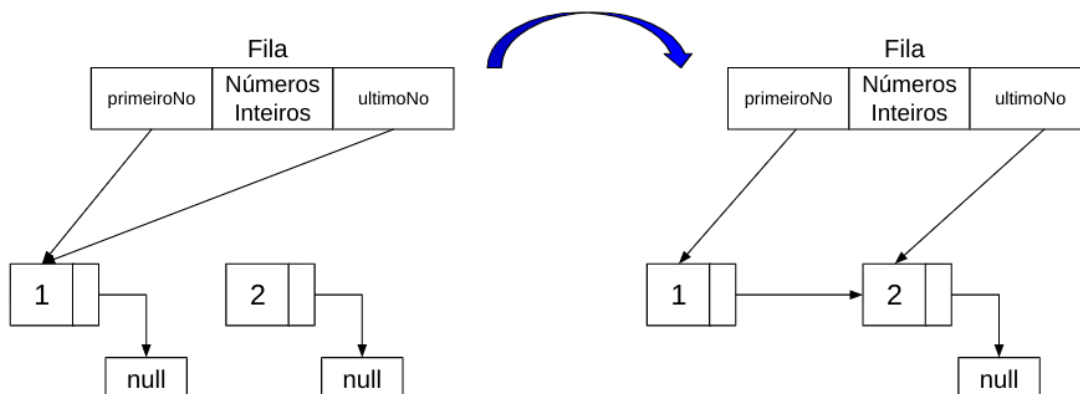 Fila
primeiroNo
Números
Inteiros
ultimoNo
1
2
null
null
Fila
primeiroNo
Números
Inteiros
ultimoNo
1
2
null